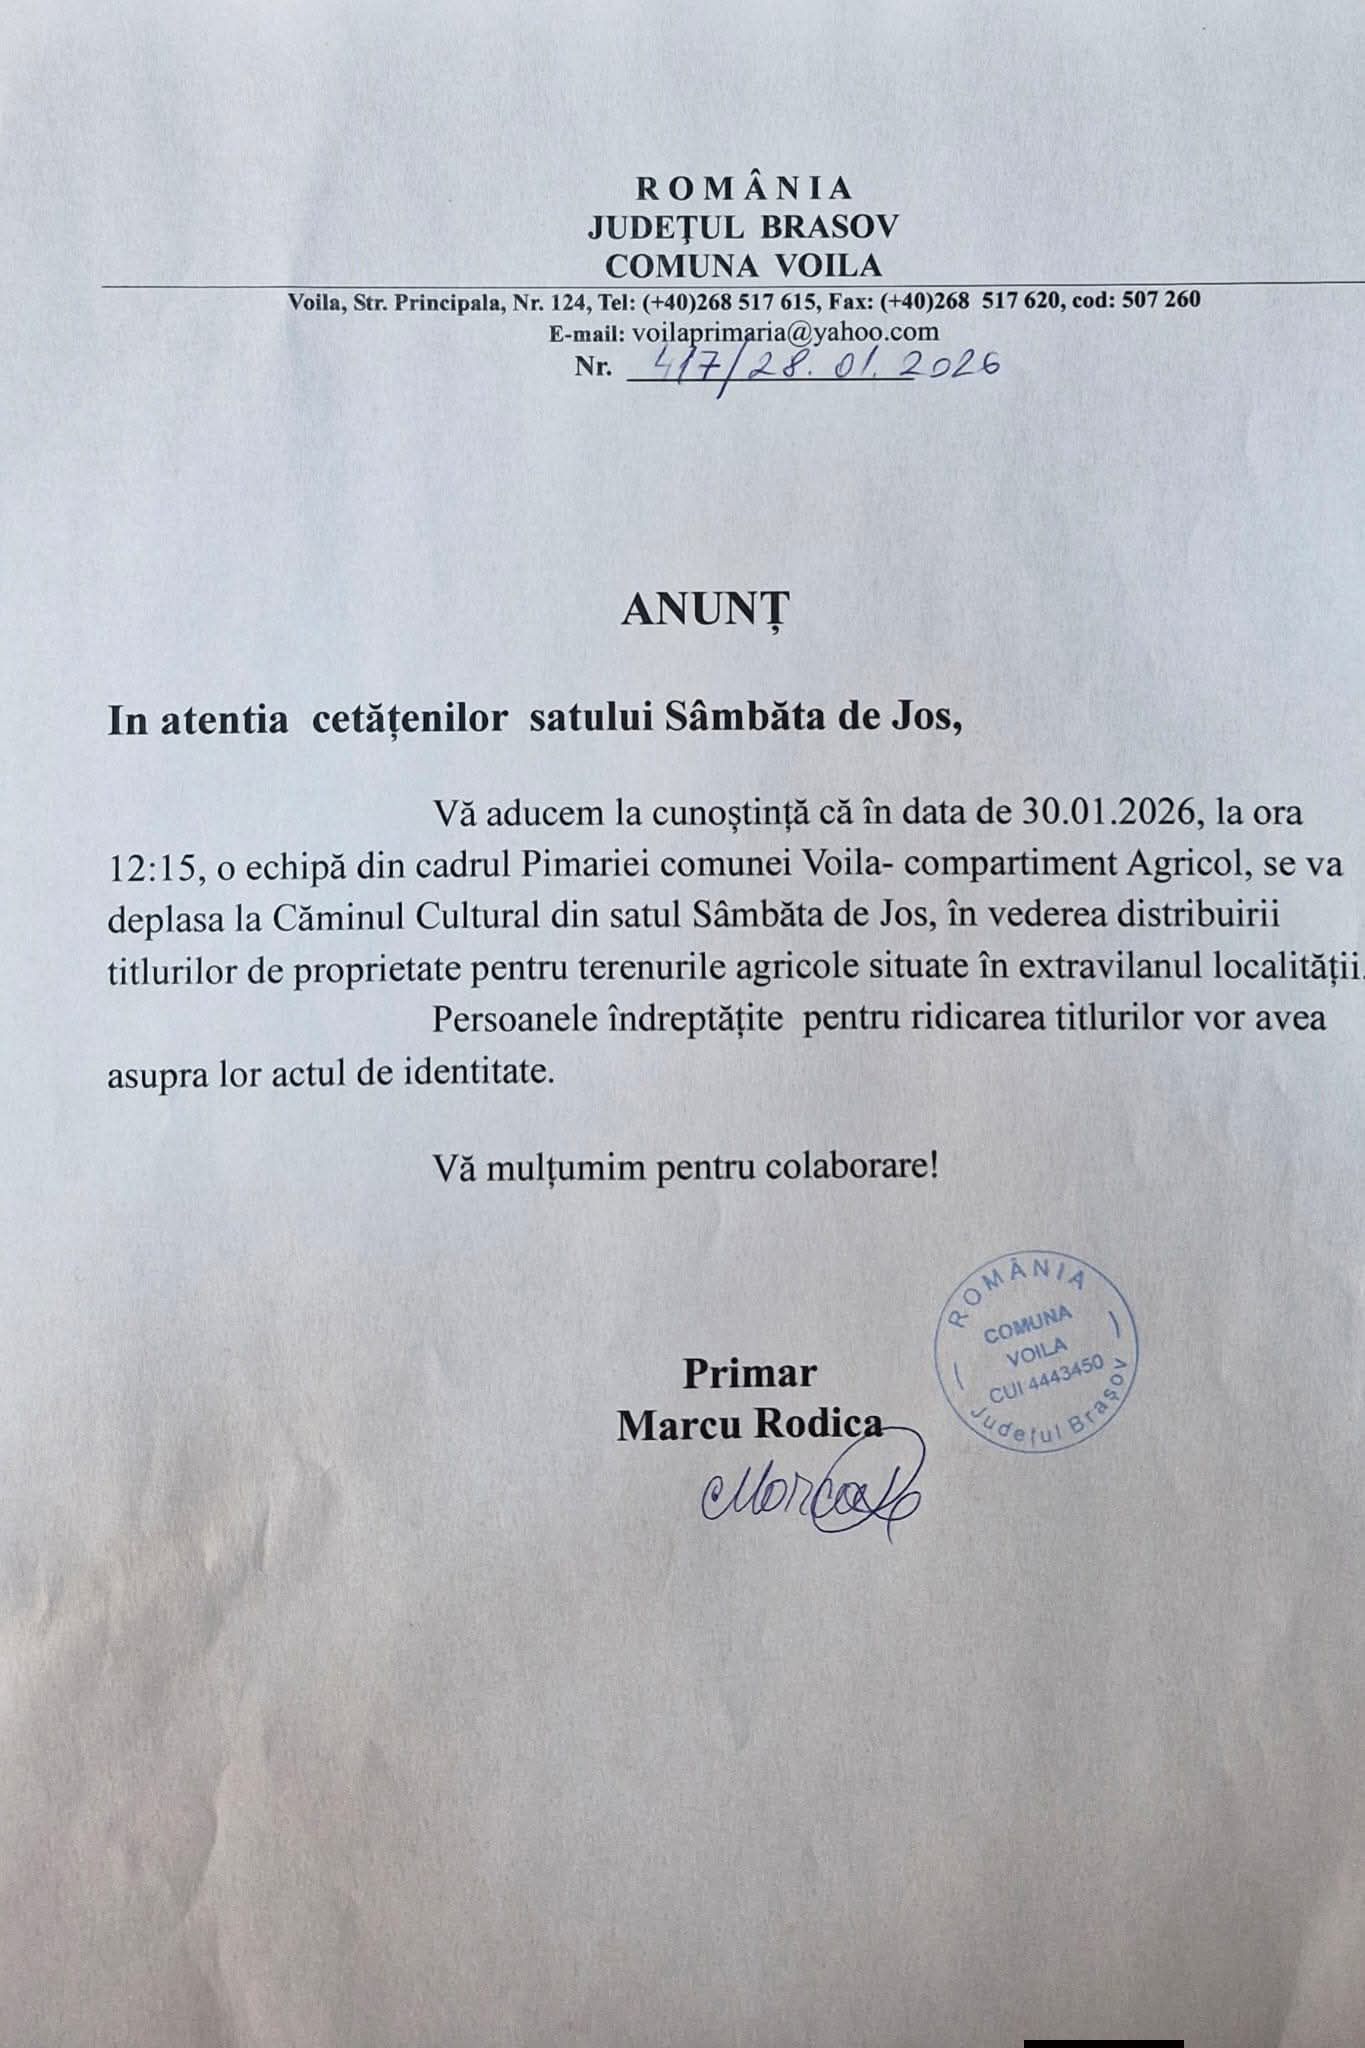 R O M Â N I A
JUDEŢUL BRASOV
COMUNA VOILA
Voila, Str. Principala, Nr. 124, Tel: (+40)268 517 615, Fax: (+40)268 517 620, cod: 507 260
E-mail: voilaprimaria@yahoo.com
Nr. 417/28.01.2026
ANUNȚ
In atentia cetățenilor satului Sâmbăta de Jos,
Vă aducem la cunoștință că în data de 30.01.2026, la ora
12:15, o echipă din cadrul Pimariei comunei Voila- compartiment Agricol, se va
deplasa la Căminul Cultural din satul Sâmbăta de Jos, în vederea distribuirii
titlurilor de proprietate pentru terenurile agricole situate în extravilanul localității.
Persoanele îndreptățite pentru ridicarea titlurilor vor avea
asupra lor actul de identitate.
Vă mulțumim pentru colaborare!
ROMÂNIA
COMUNA
VOILA
CUI 4443450
Judeţul Braşov
Primar
Marcu Rodica